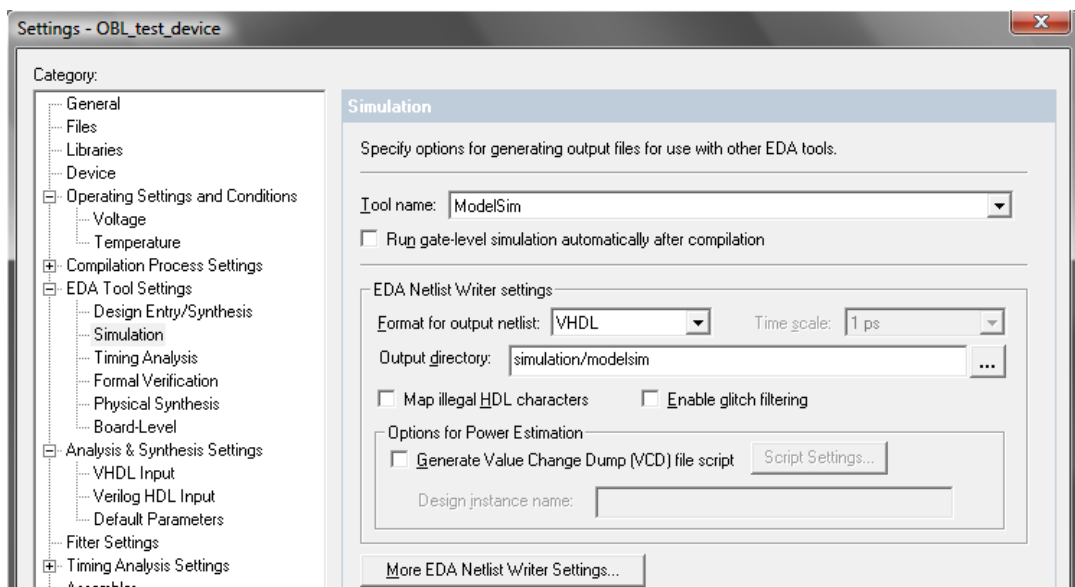 Settings - OBL_test_device
Category:
General
Files
Libraries
Device
Operating Settings and Conditions
Voltage
Temperature
Compilation Process Settings
EDA Tool Settings
Design Entry/Synthesis
Simulation
Timing Analysis
Formal Verification
Physical Synthesis
Board-Level
Analysis & Synthesis Settings
VHDL Input
Verilog HDL Input
Default Parameters
Fitter Settings
Timing Analysis Settings
Assembler
Simulation
Specify options for generating output files for use with other EDA tools.
Tool name: ModelSim
Run gate-level simulation automatically after compilation
EDA Netlist Writer settings
Format for output netlist: VHDL Time scale: 1 ps
Output directory: simulation/modelsim ...
Map illegal HDL characters Enable glitch filtering
Options for Power Estimation
Generate Value Change Dump (VCD) file script Script Settings...
Design instance name:
More EDA Netlist Writer Settings...